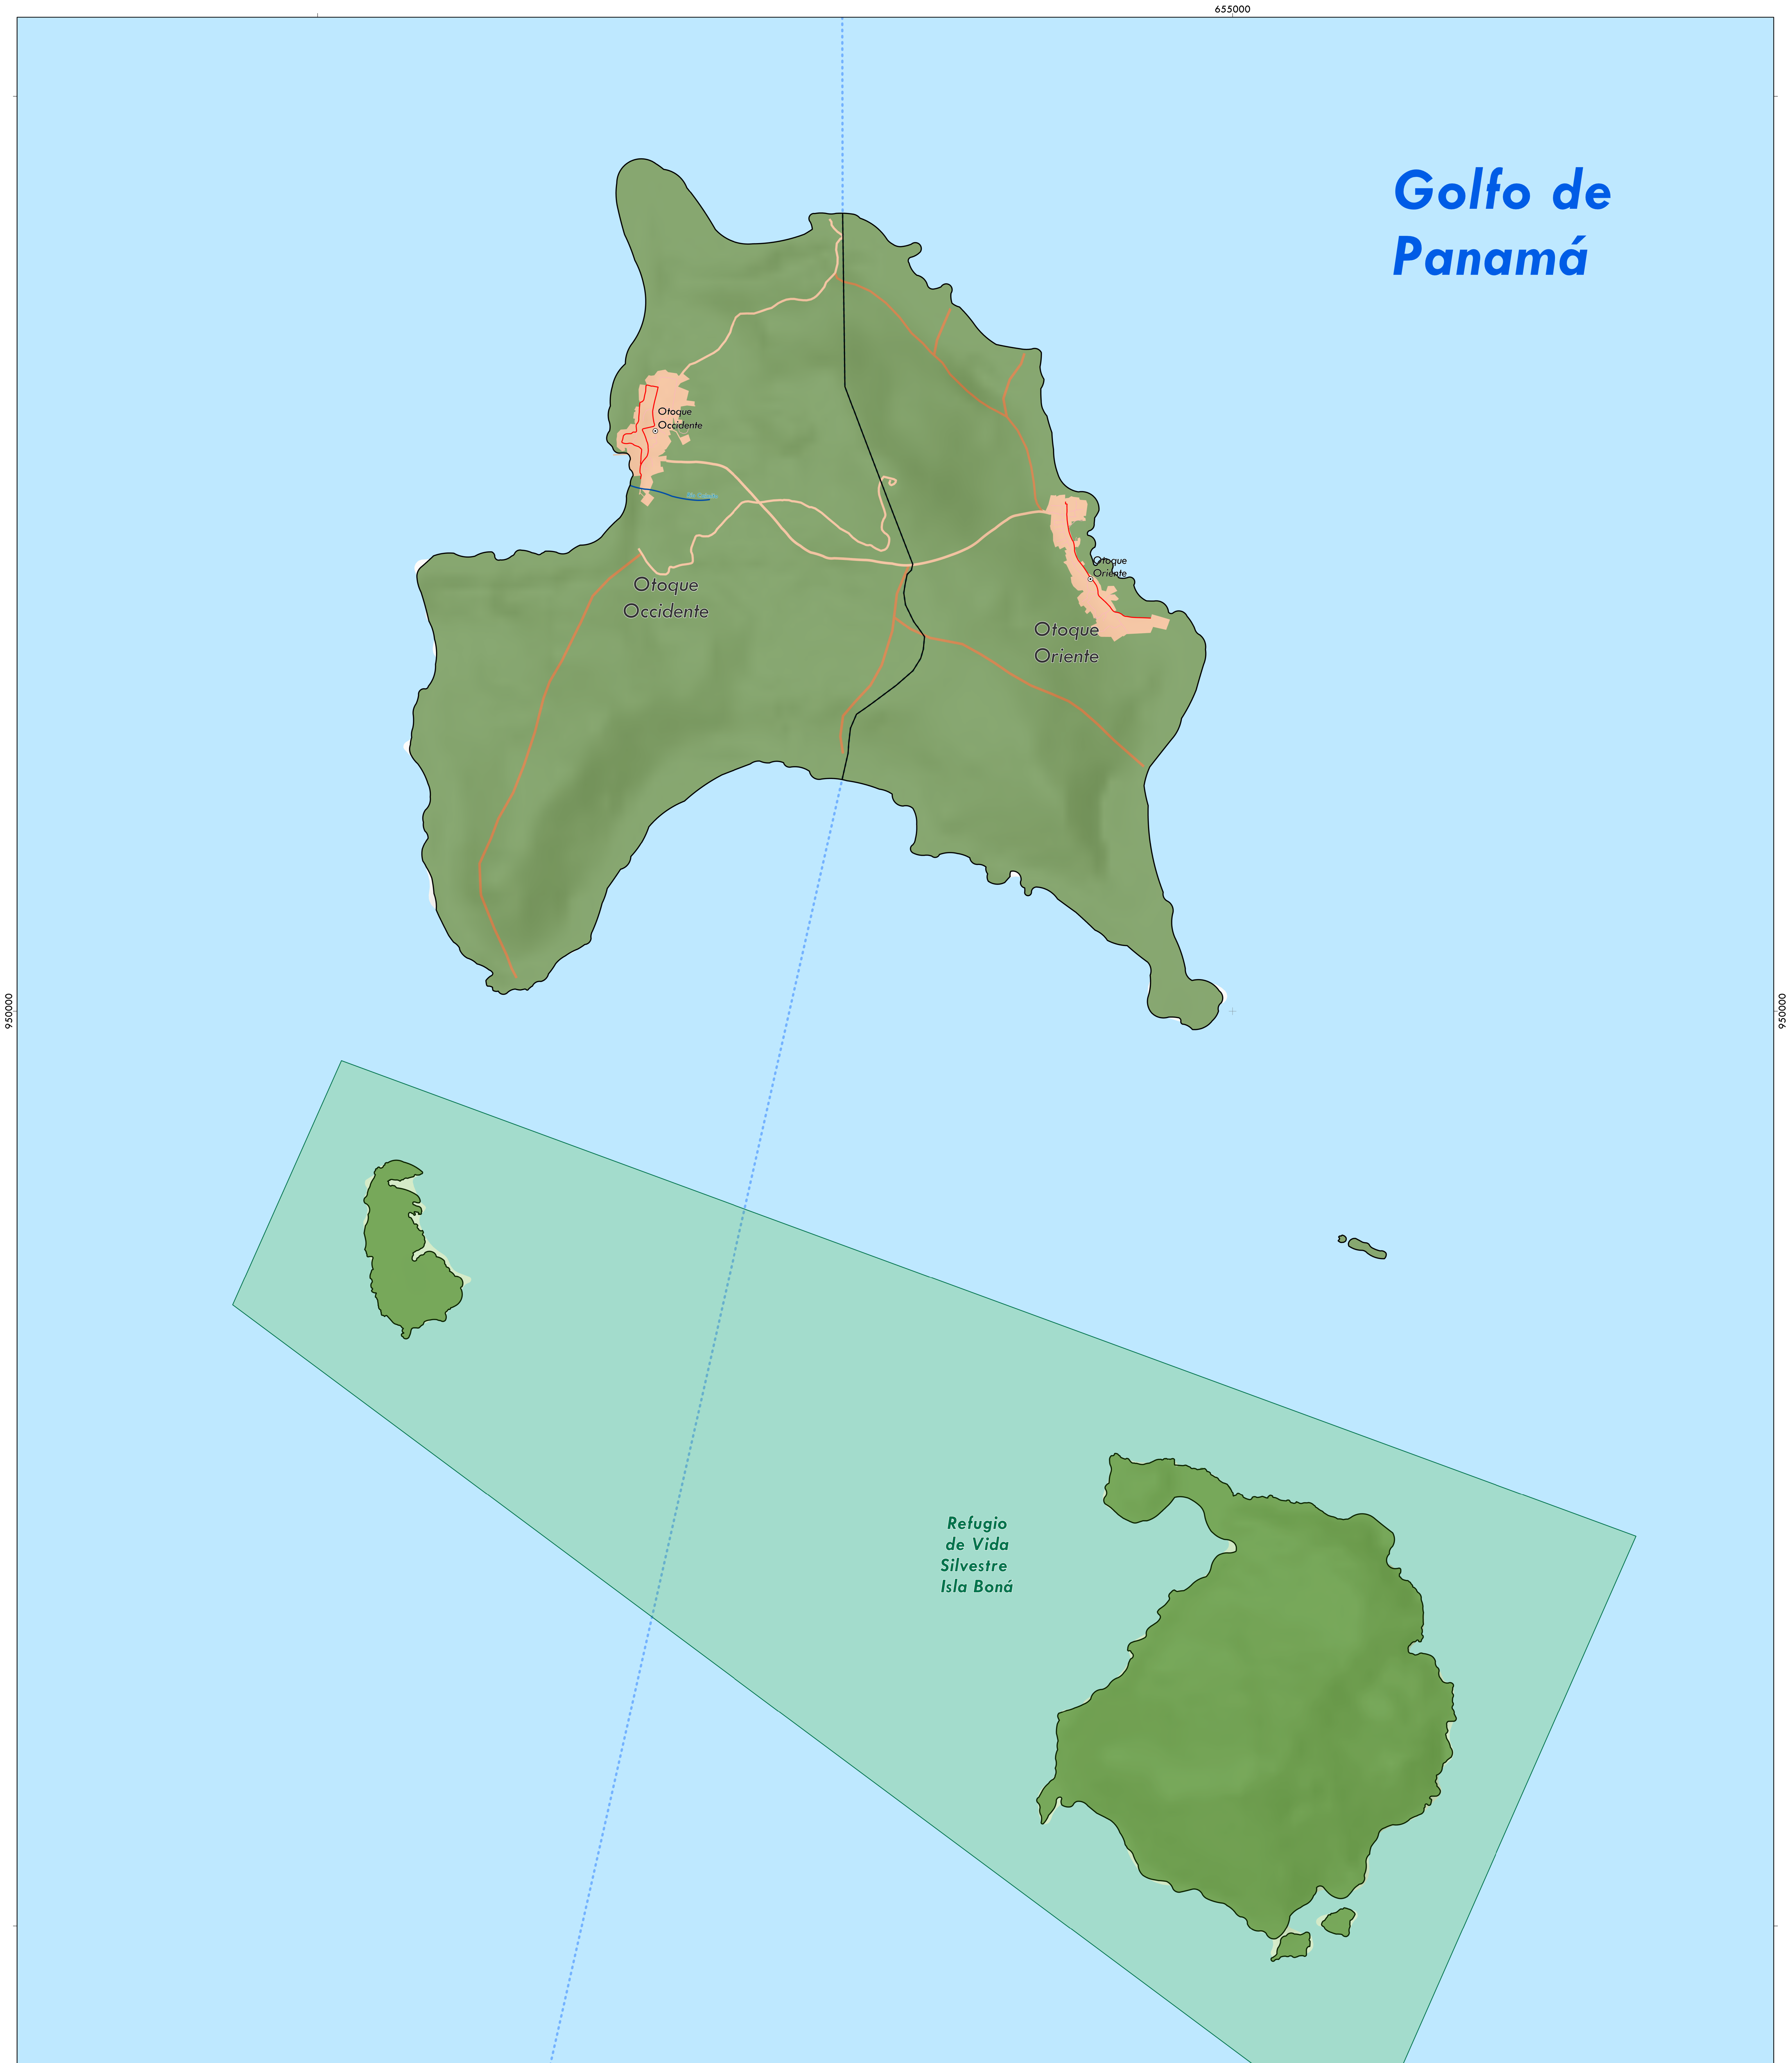 655000
Golfo de
Panamá
Otoque
Occidente
Otoque
Oriente
Otoque
Occidente
Otoque
Oriente
950000
950000
Refugio
de Vida
Silvestre
Isla Boná